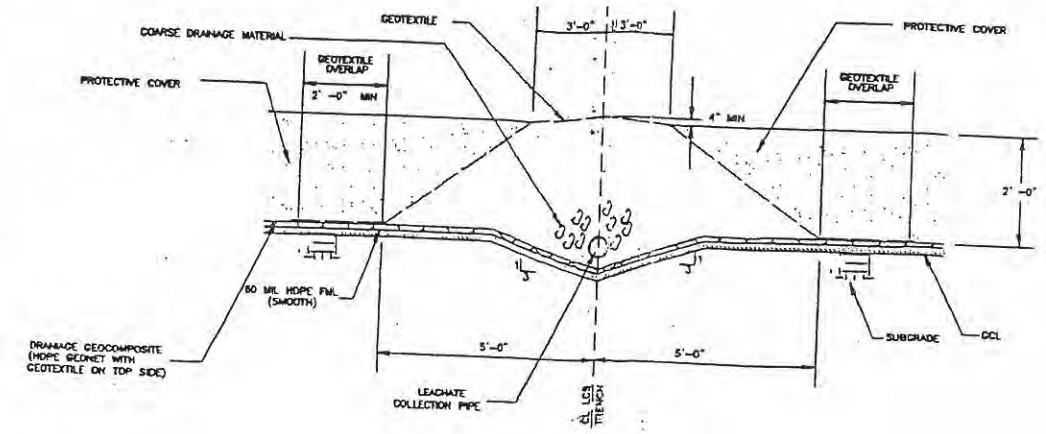 GEOTEXTILE
3'-0"
3'-0"
COARSE DRAINAGE MATERIAL
PROTECTIVE COVER
GEOTEXTILE
OVERLAP
GEOTEXTILE
OVERLAP
PROTECTIVE COVER
2' -0" MIN
4" MIN
2' -0"
1
3
3
1
60 MIL HDPE FML
(SMOOTH)
SUBGRADE
GCL
DRAINAGE GEOCOMPOSITE
(HDPE GEONET WITH
GEOTEXTILE ON TOP SIDE)
5'-0"
5'-0"
LEACHATE
COLLECTION PIPE
CL LCS
TRENCH